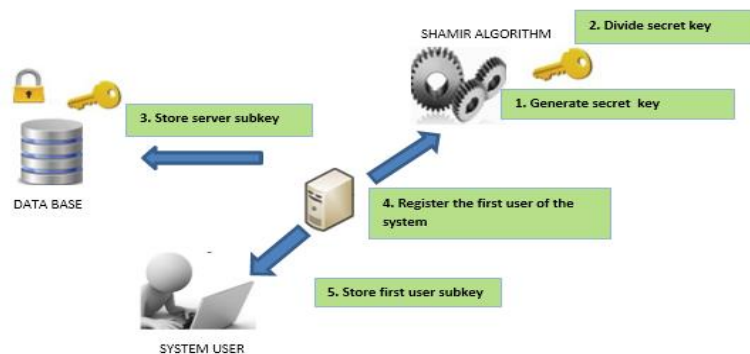 SHAMIR ALGORITHM
2. Divide secret key
1. Generate secret key
3. Store server subkey
DATA BASE
4. Register the first user of the
system
5. Store first user subkey
SYSTEM USER